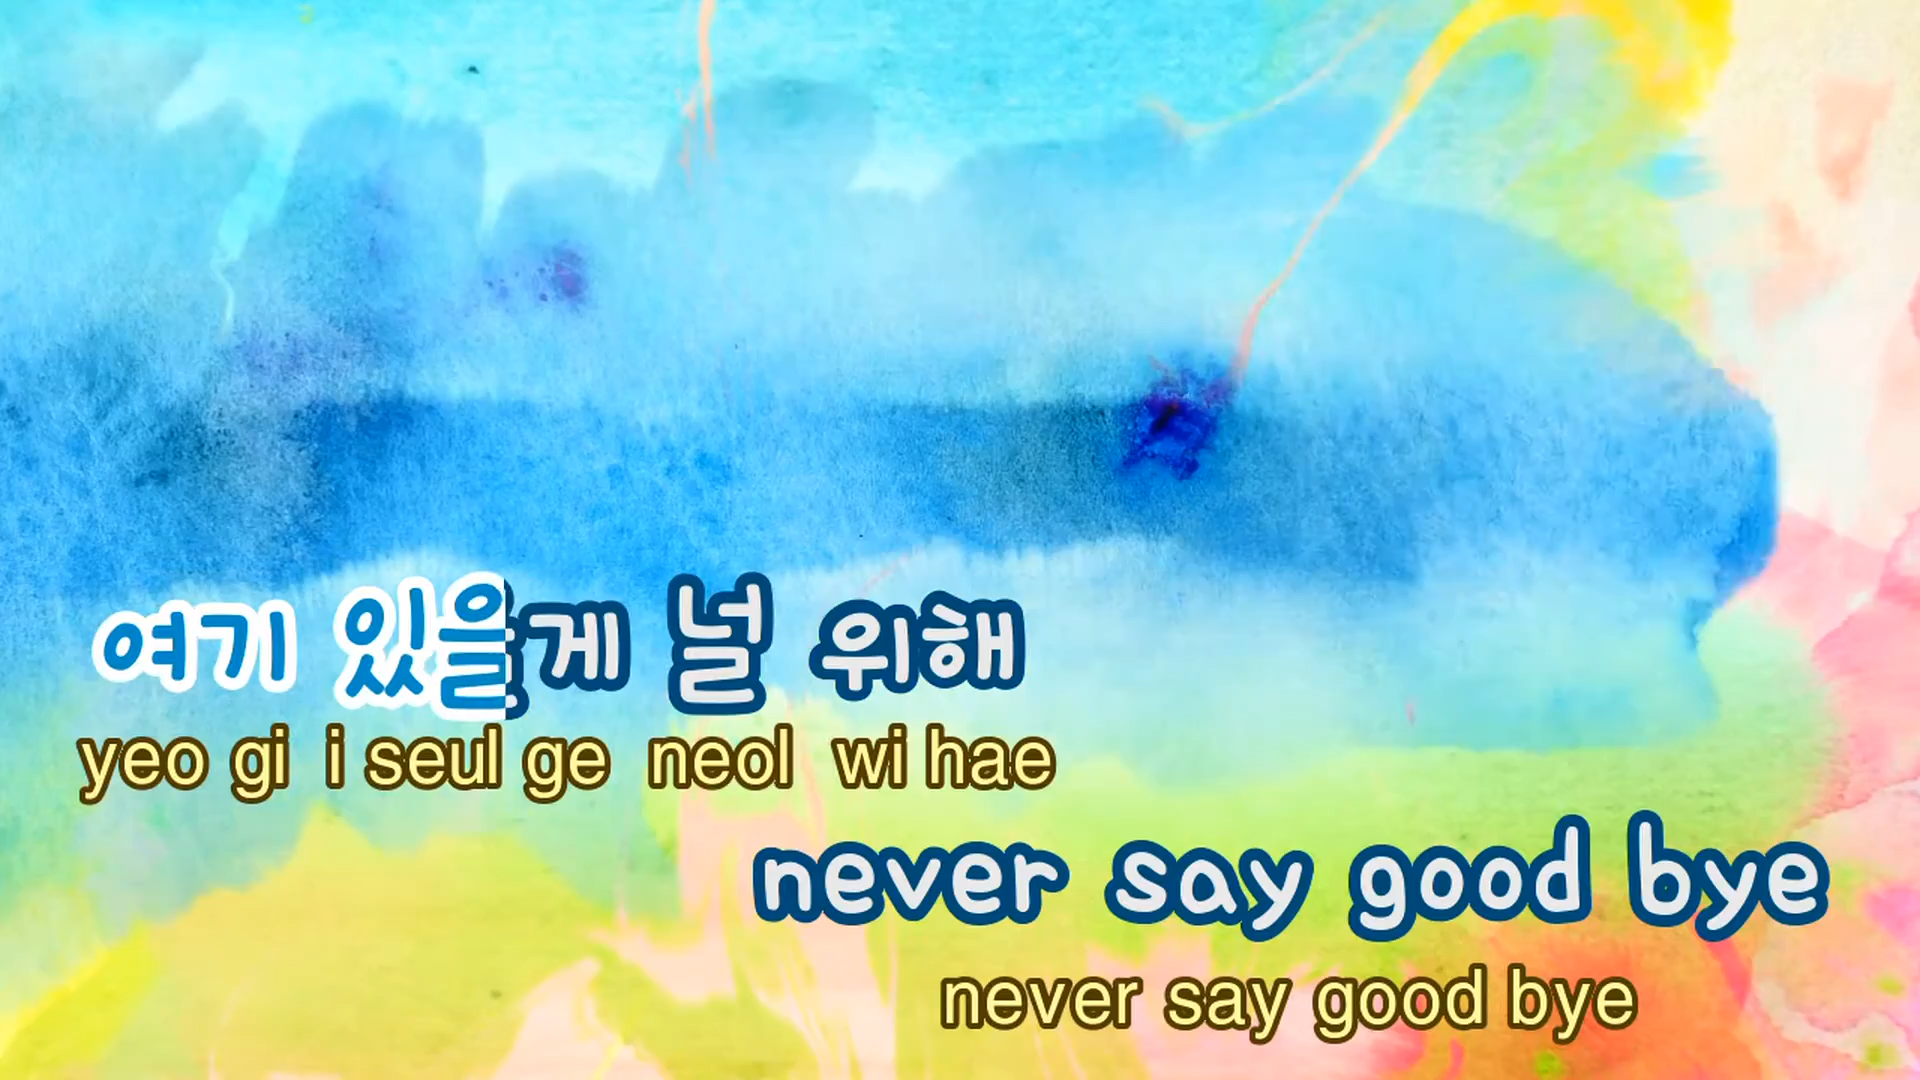 여기 있을게 널 위해
yeo gi i seul ge neol wi hae
never say good bye
never say good bye